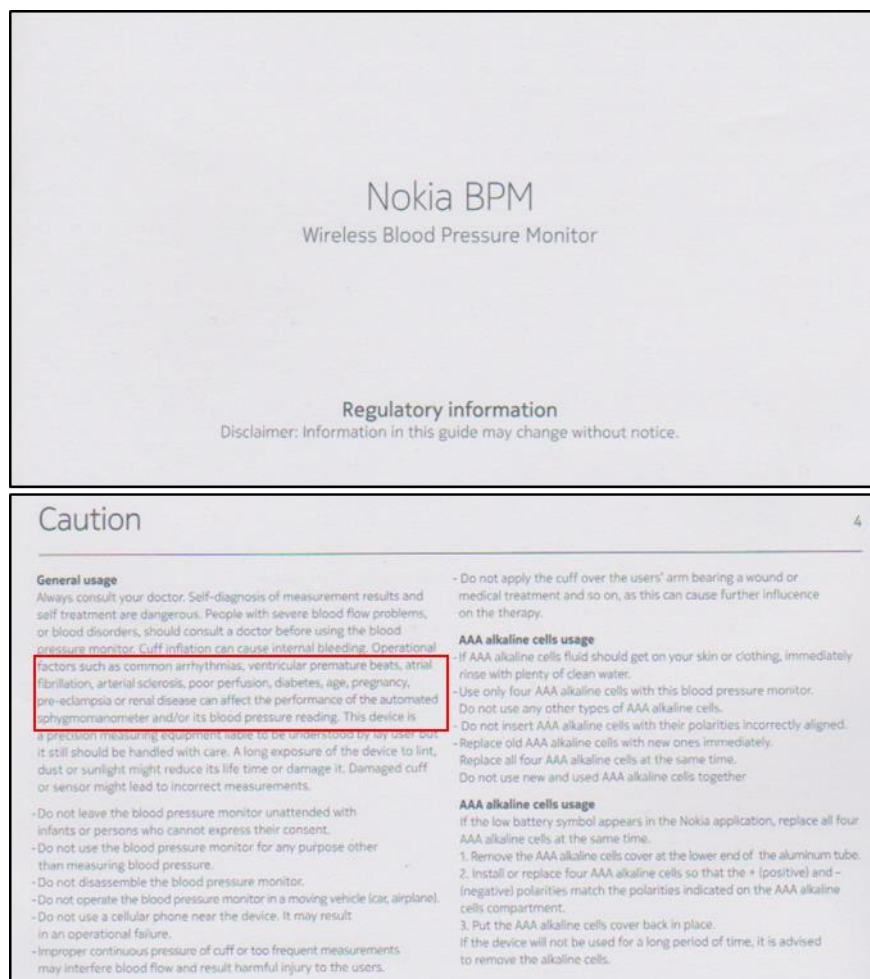 Nokia BPM
Wireless Blood Pressure Monitor
Regulatory information
Disclaimer: Information in this guide may change without notice.
Caution
4
General usage
Always consult your doctor. Self-diagnosis of measurement results and
self treatment are dangerous. People with severe blood flow problems,
or blood disorders, should consult a doctor before using the blood
pressure monitor. Cuff inflation can cause internal bleeding. Operational
factors such as common arrhythmias, ventricular premature beats, atrial
fibrillation, arterial sclerosis, poor perfusion, diabetes, age, pregnancy,
pre-eclampsia or renal disease can affect the performance of the automated
sphygmomanometer and/or its blood pressure reading. This device is
a precision measuring equipment liable to be understood by lay user but
it still should be handled with care. A long exposure of the device to lint,
dust or sunlight might reduce its life time or damage it. Damaged cuff
or sensor might lead to incorrect measurements.
- Do not leave the blood pressure monitor unattended with
infants or persons who cannot express their consent.
- Do not use the blood pressure monitor for any purpose other
than measuring blood pressure.
- Do not disassemble the blood pressure monitor.
- Do not operate the blood pressure monitor in a moving vehicle (car, airplane).
- Do not use a cellular phone near the device. It may result
in an operational failure.
- Improper continuous pressure of cuff or too frequent measurements
may interfere blood flow and result harmful injury to the users.
- Do not apply the cuff over the users' arm bearing a wound or
medical treatment and so on, as this can cause further influcence
on the therapy.
AAA alkaline cells usage
- If AAA alkaline cells fluid should get on your skin or clothing, immediately
rinse with plenty of clean water.
- Use only four AAA alkaline cells with this blood pressure monitor.
Do not use any other types of AAA alkaline cells.
- Do not insert AAA alkaline cells with their polarities incorrectly aligned.
- Replace old AAA alkaline cells with new ones immediately.
Replace all four AAA alkaline cells at the same time.
Do not use new and used AAA alkaline cells together
AAA alkaline cells usage
If the low battery symbol appears in the Nokia application, replace all four
AAA alkaline cells at the same time.
1. Remove the AAA alkaline cells cover at the lower end of the aluminum tube.
2. Install or replace four AAA alkaline cells so that the + (positive) and –
(negative) polarities match the polarities indicated on the AAA alkaline
cells compartment.
3. Put the AAA alkaline cells cover back in place.
If the device will not be used for a long period of time, it is advised
to remove the alkaline cells.